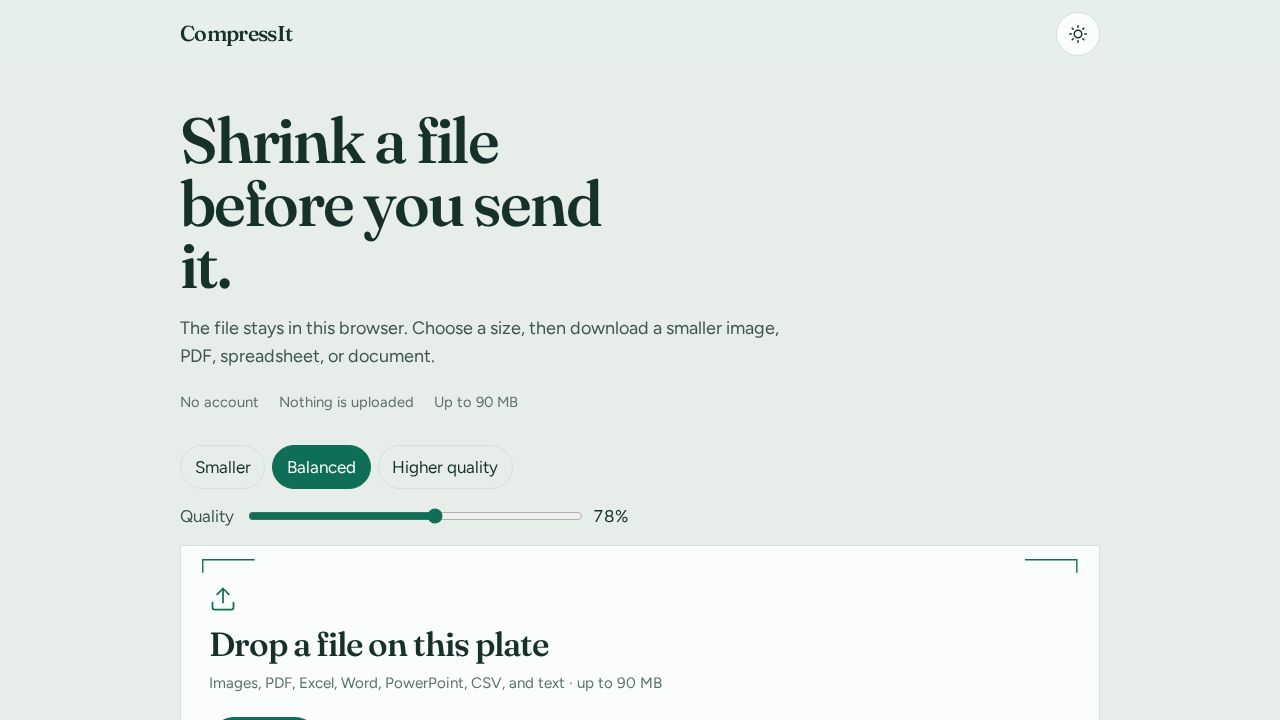 CompressIt
Shrink a file
before you send
it.
The file stays in this browser. Choose a size, then download a smaller image,
PDF, spreadsheet, or document.
No account Nothing is uploaded Up to 90 MB
Smaller Balanced Higher quality
Quality 78%
Drop a file on this plate
Images, PDF, Excel, Word, PowerPoint, CSV, and text · up to 90 MB